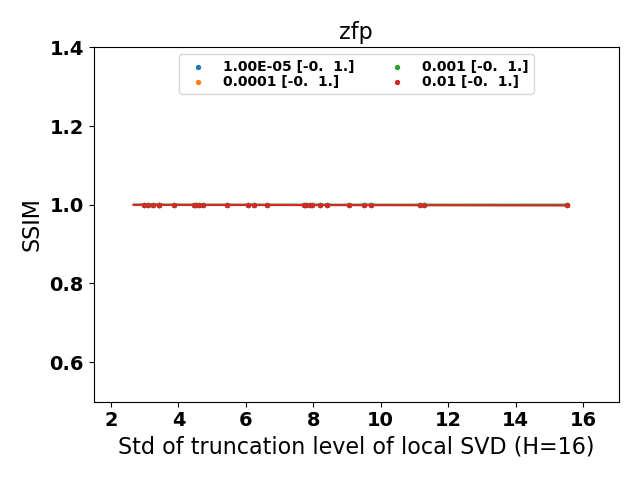 zfp
1.00E-05 [-0.  1.]
0.0001 [-0.  1.]
0.001 [-0.  1.]
0.01 [-0.  1.]
1.4
1.2
1.0
0.8
0.6
SSIM
2 4 6 8 10 12 14 16
Std of truncation level of local SVD (H=16)